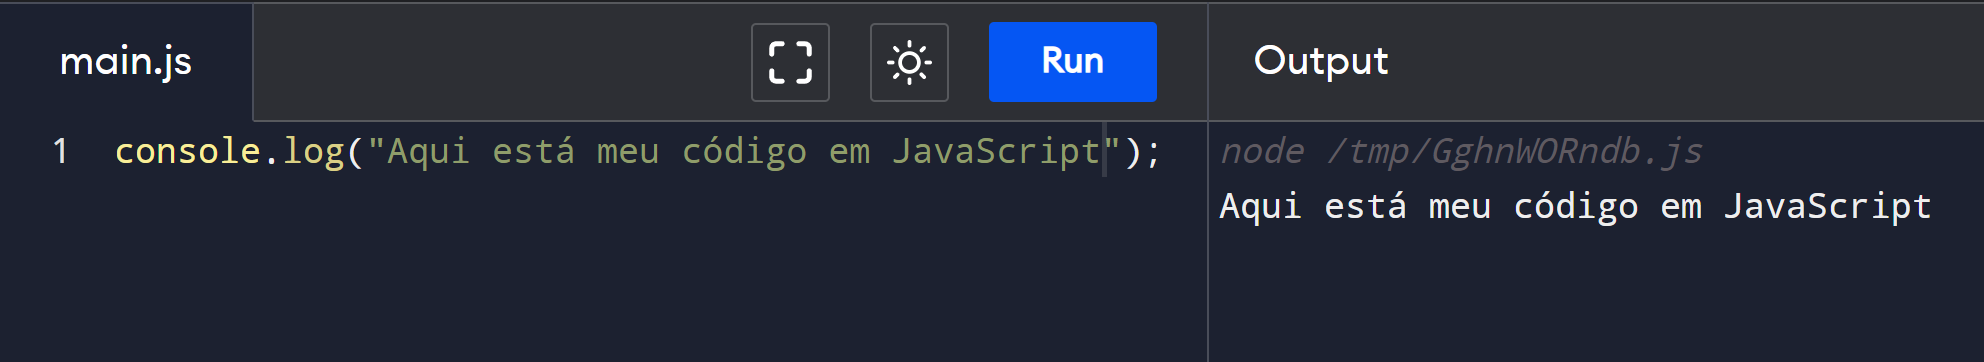 main.js
Run
Output
1 console.log("Aqui está meu código em JavaScript");
node /tmp/GghnWORndb.js
Aqui está meu código em JavaScript